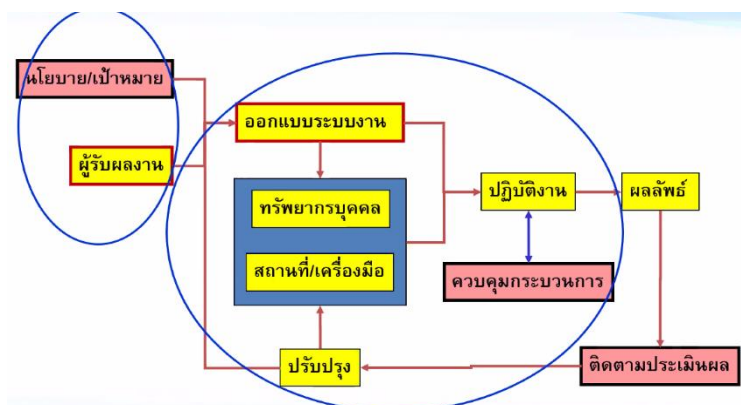 นโยบาย/เป้าหมาย
ออกแบบระบบงาน
ผู้รับผลงาน
ทรัพยากรบุคคล
ปฏิบัติงาน
ผลลัพธ์
สถานที่/เครื่องมือ
ควบคุมกระบวนการ
ปรับปรุง
ติดตามประเมินผล